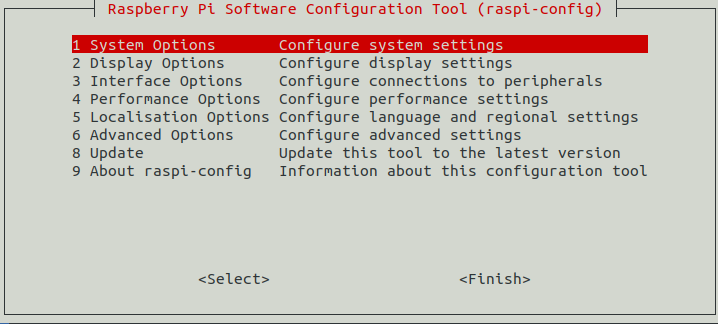 Raspberry Pi Software Configuration Tool (raspi-config)
1 System Options Configure system settings
2 Display Options Configure display settings
3 Interface Options Configure connections to peripherals
4 Performance Options Configure performance settings
5 Localisation Options Configure language and regional settings
6 Advanced Options Configure advanced settings
8 Update Update this tool to the latest version
9 About raspi-config Information about this configuration tool
<Select> <Finish>